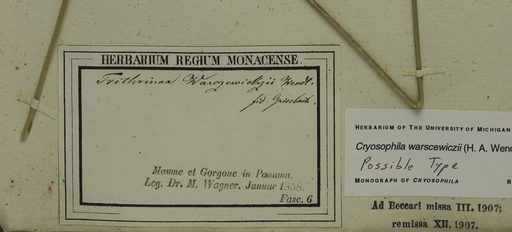 HERBARIUM REGIUM MONACENSE.
Trithrinax Warscewiczii Wendl.
fid. Grisebach.
Mamme et Gorgone in Panama.
Leg. Dr. M. Wagner. Januar 1858.
Fasc. 6
HERBARIUM OF THE UNIVERSITY OF MICHIGAN
Cryosophila warscewiczii (H. A. Wend
Possible Type
MONOGRAPH OF CRYOSOPHILA R
Ad Beccari missa III. 1907;
remissa XII. 1907.